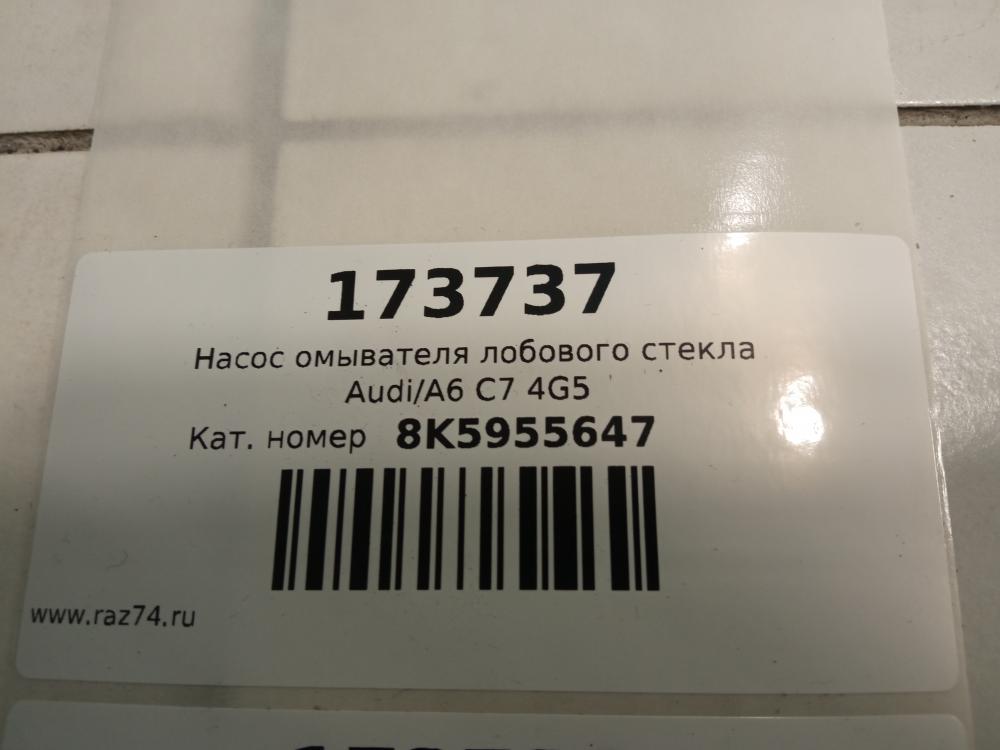 173737
Насос омывателя лобового стекла
Audi/A6 C7 4G5
Кат. номер 8K5955647
www.raz74.ru